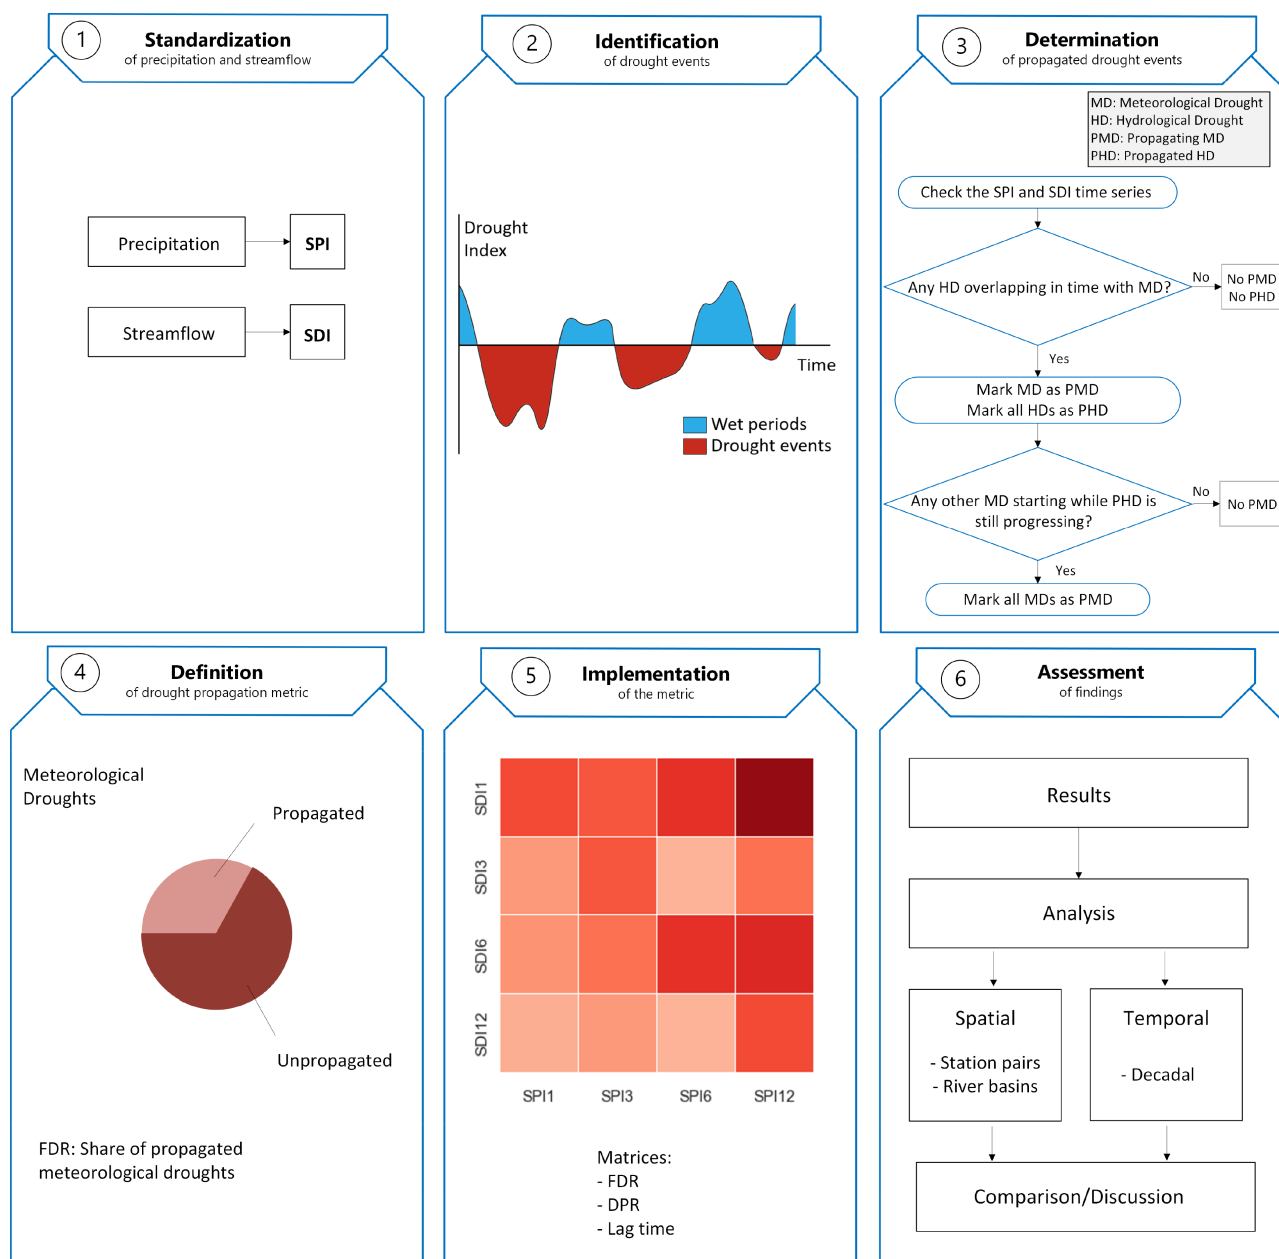 1
Standardization
of precipitation and streamflow
Precipitation
SPI
Streamflow
SDI
2
Identification
of drought events
Drought
Index
Time
Wet periods
Drought events
3
Determination
of propagated drought events
MD: Meteorological Drought
HD: Hydrological Drought
PMD: Propagating MD
PHD: Propagated HD
Check the SPI and SDI time series
Any HD overlapping in time with MD?
No
No PMD
No PHD
Yes
Mark MD as PMD
Mark all HDs as PHD
Any other MD starting while PHD is
still progressing?
No
No PMD
Yes
Mark all MDs as PMD
4
Definition
of drought propagation metric
Meteorological
Droughts
Propagated
Unpropagated
FDR: Share of propagated
meteorological droughts
5
Implementation
of the metric
SDI1
SDI3
SDI6
SDI12
SPI1
SPI3
SPI6
SPI12
Matrices:
- FDR
- DPR
- Lag time
6
Assessment
of findings
Results
Analysis
Spatial
- Station pairs
- River basins
Temporal
- Decadal
Comparison/Discussion